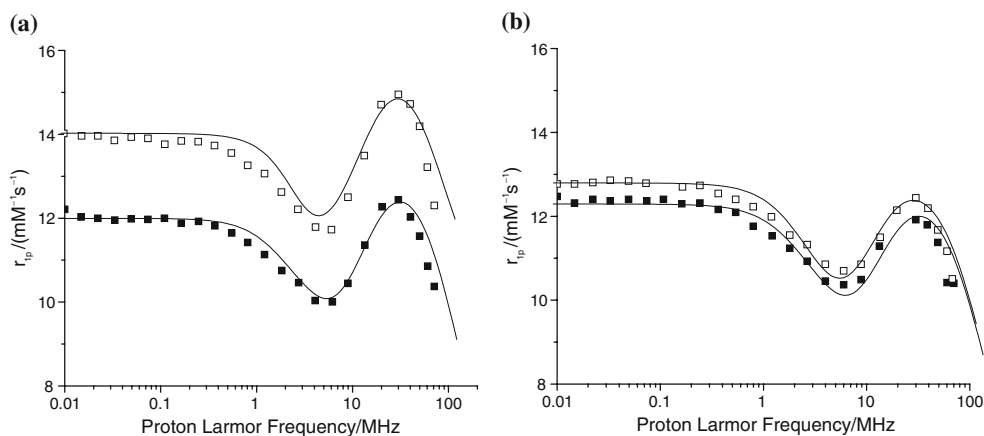 (a)
16
14
12
10
8
r1p/(mM⁻¹s⁻¹)
0.01 0.1 1 10 100
Proton Larmor Frequency/MHz
(b)
16
14
12
10
8
r1p/(mM⁻¹s⁻¹)
0.01 0.1 1 10 100
Proton Larmor Frequency/MHz